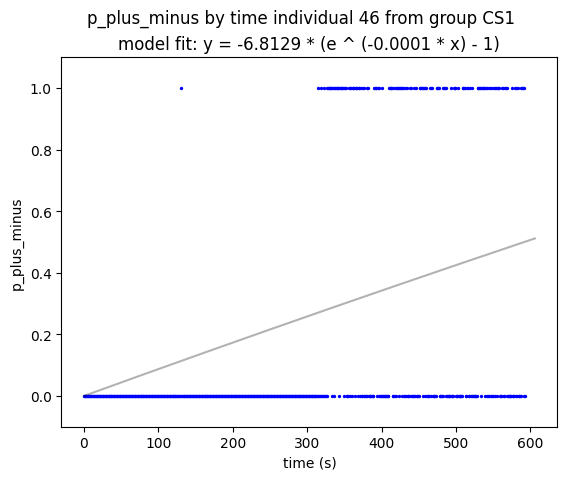 p_plus_minus by time individual 46 from group CS1
model fit: y = -6.8129 * (e ^ (-0.0001 * x) - 1)
1.0
0.8
0.6
0.4
0.2
0.0
p_plus_minus
0 100 200 300 400 500 600
time (s)